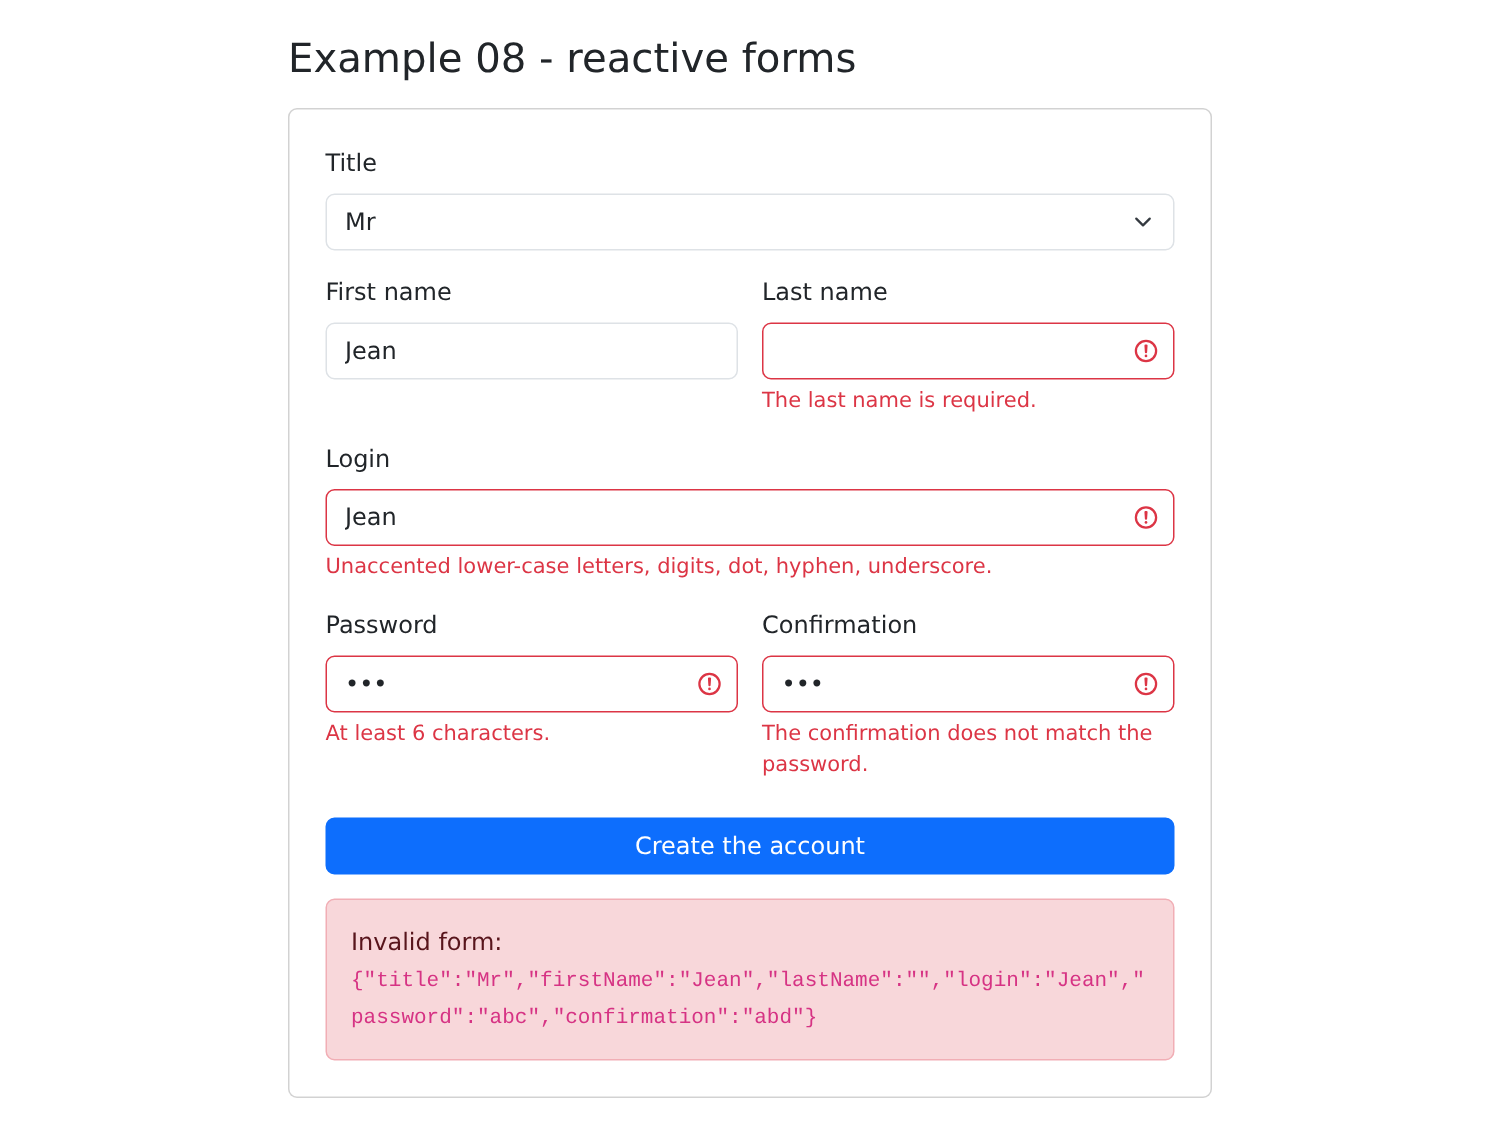 Example 08 - reactive forms
Title
Mr
First name
Last name
Jean
The last name is required.
Login
Jean
Unaccented lower-case letters, digits, dot, hyphen, underscore.
Password
Confirmation
•••
•••
At least 6 characters.
The confirmation does not match the
password.
Create the account
Invalid form:
{"title":"Mr","firstName":"Jean","lastName":"","login":"Jean","
password":"abc","confirmation":"abd"}